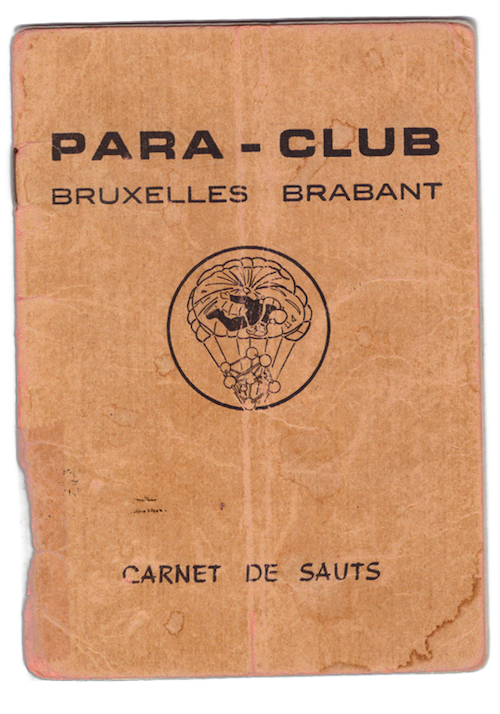 PARA - CLUB
BRUXELLES BRABANT
CARNET DE SAUTS